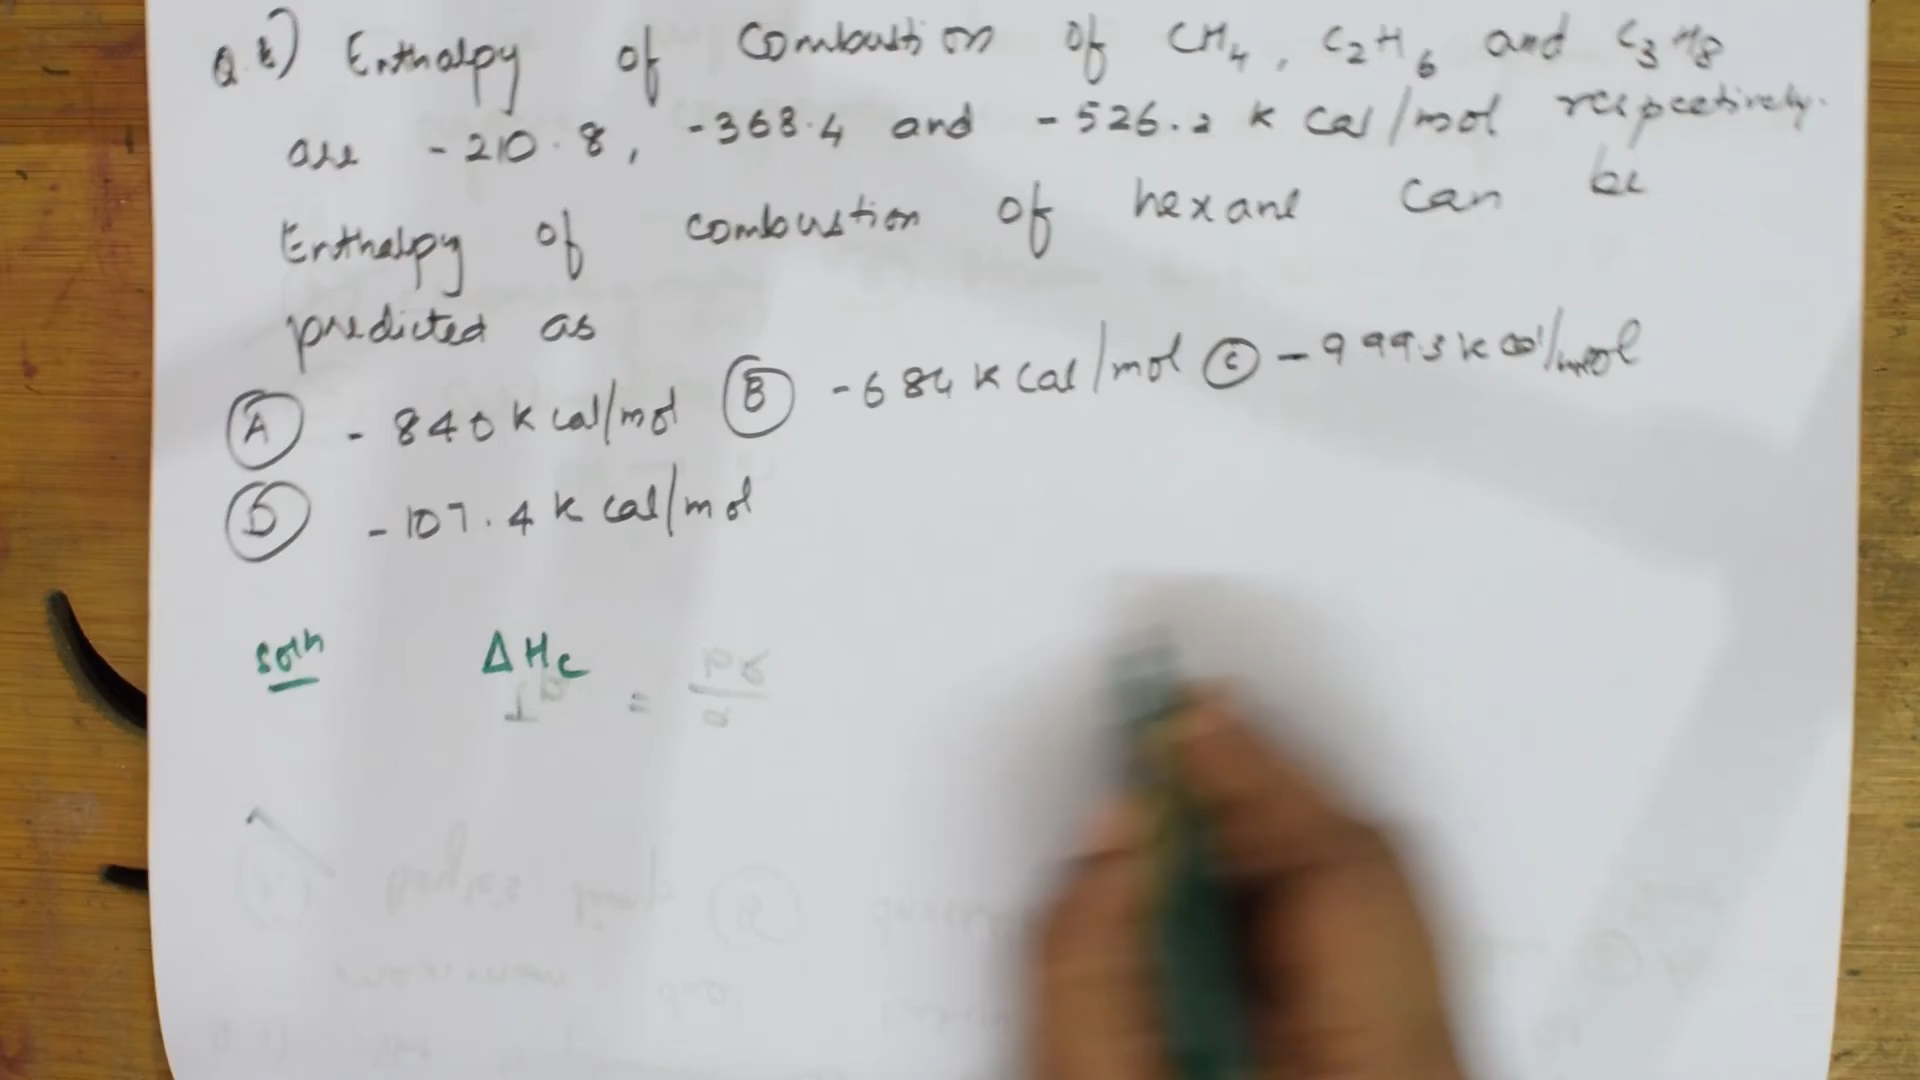 Q.6) Enthalpy of Combustion of CH4, C2H6 and C3H8
are -210.8, -368.4 and -526.2 K Cal/mol respectively.
Enthalpy of combustion of hexane can be
predicted as
(A) - 840 K Cal/mol (B) -684 K Cal/mol (C) -999.5 K Cal/mol
(D) -107.4 K Cal/mol
Soln ΔHc